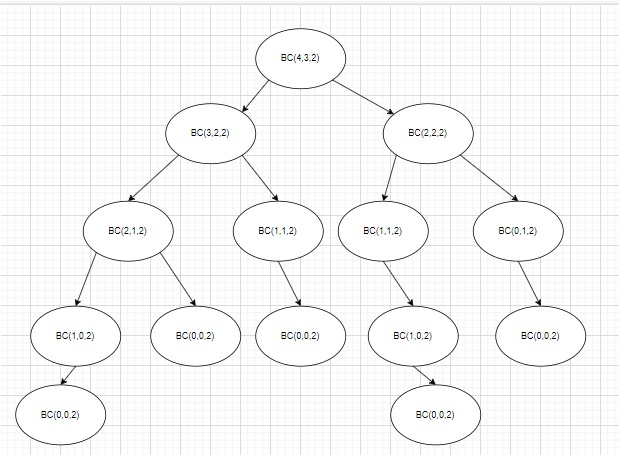 BC(4,3,2)
BC(3,2,2)
BC(2,2,2)
BC(2,1,2)
BC(1,1,2)
BC(1,1,2)
BC(0,1,2)
BC(1,0,2)
BC(0,0,2)
BC(0,0,2)
BC(1,0,2)
BC(0,0,2)
BC(0,0,2)
BC(0,0,2)